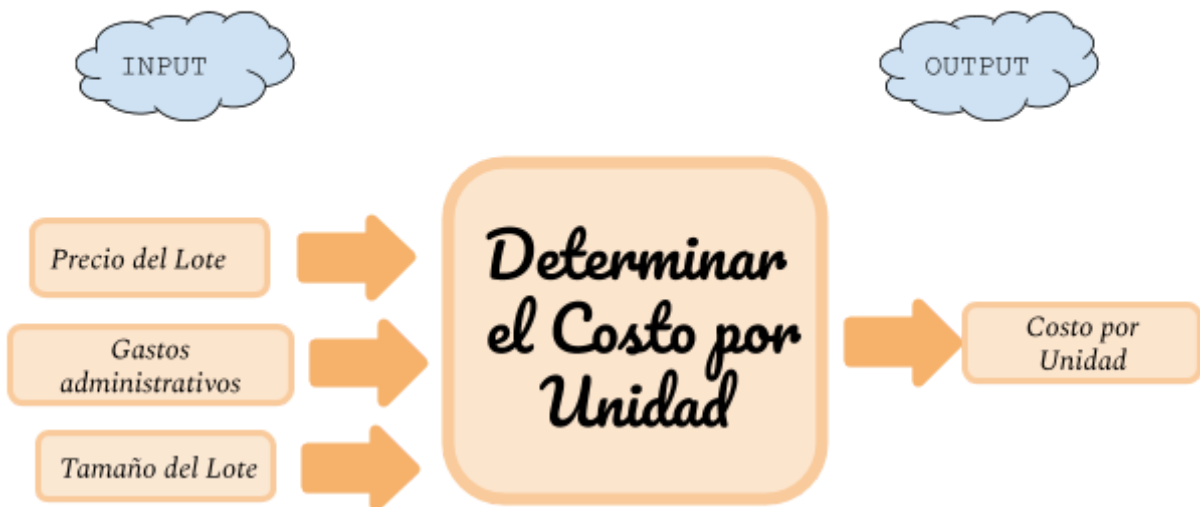 INPUT
OUTPUT
Precio del Lote
Gastos
administrativos
Tamaño del Lote
Determinar
el Costo por
Unidad
Costo por
Unidad